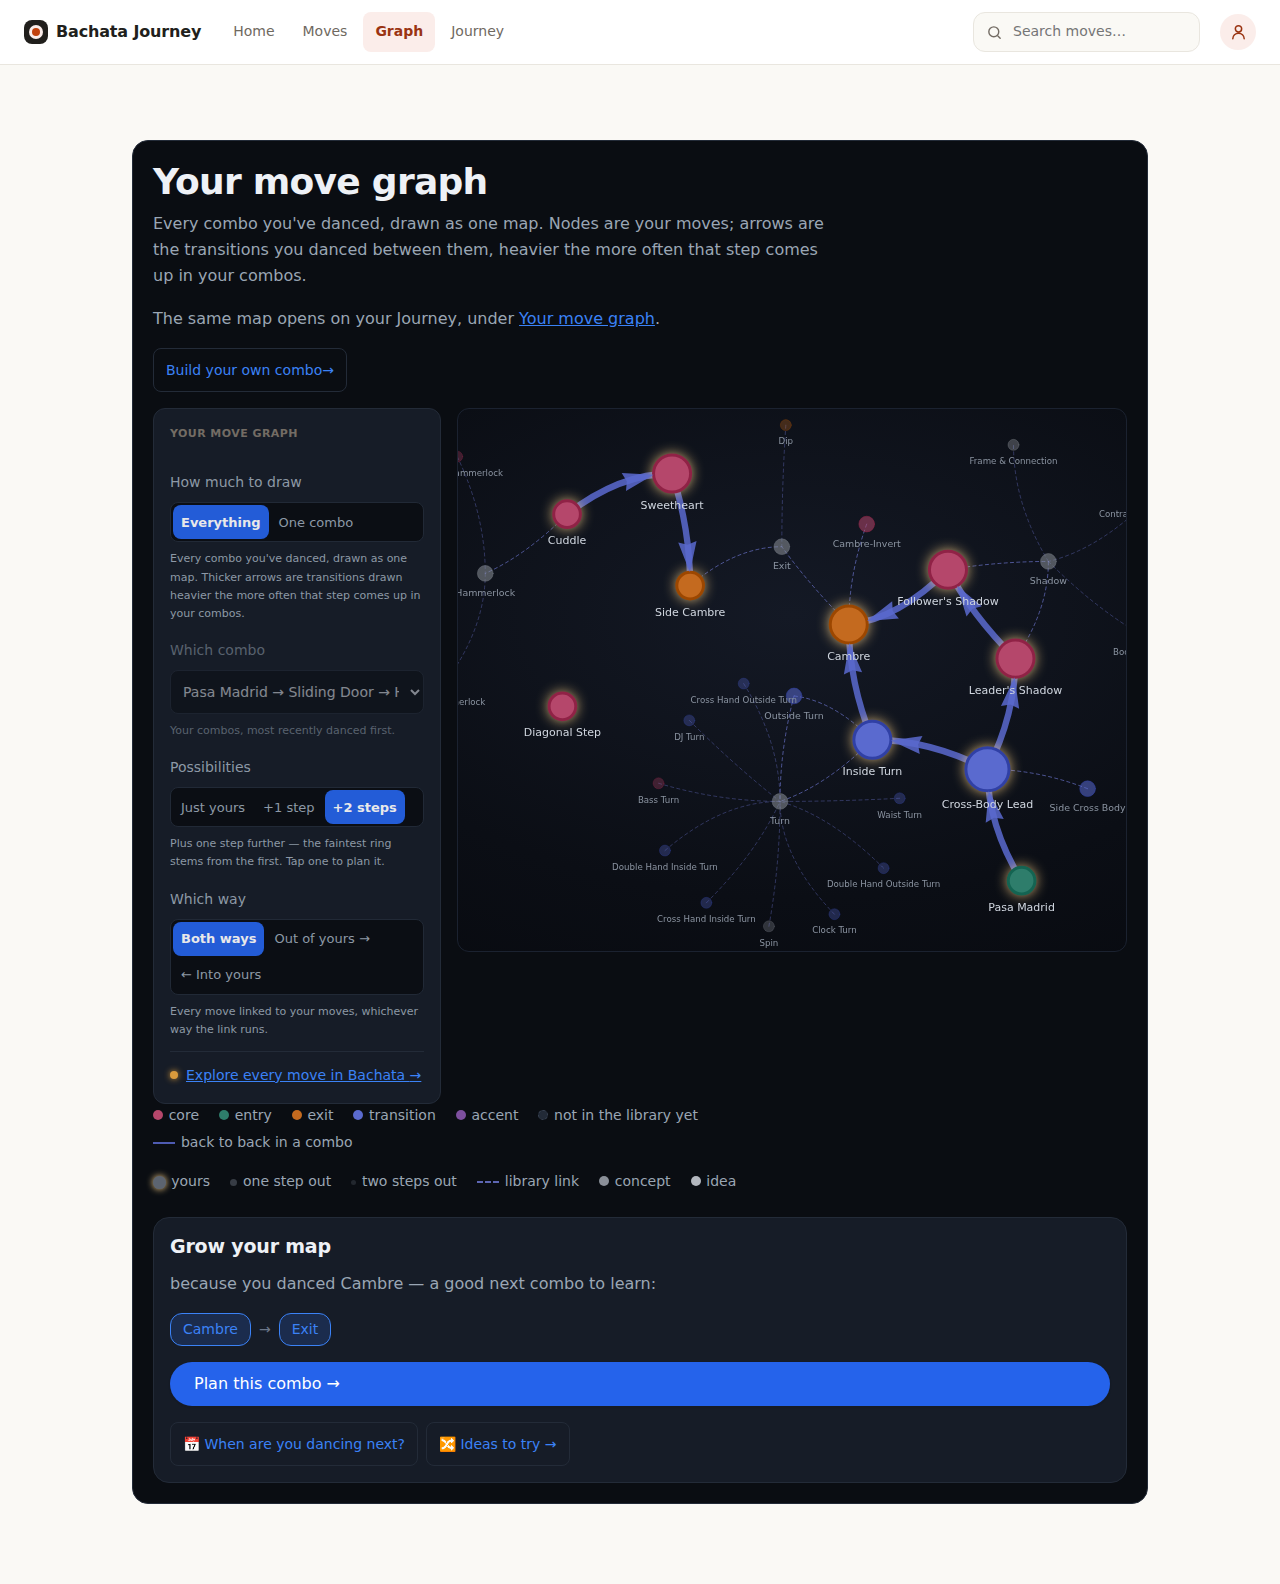 Bachata Journey
Home
Moves
Graph
Journey
Search moves...
Your move graph
Every combo you've danced, drawn as one map. Nodes are your moves; arrows are
the transitions you danced between them, heavier the more often that step comes
up in your combos.
The same map opens on your Journey, under Your move graph.
Build your own combo→
YOUR MOVE GRAPH
How much to draw
Everything
One combo
Every combo you've danced, drawn as one
map. Thicker arrows are transitions drawn
heavier the more often that step comes up in
your combos.
Which combo
Pasa Madrid → Sliding Door →
Your combos, most recently danced first.
Possibilities
Just yours
+1 step
+2 steps
Plus one step further — the faintest ring
stems from the first. Tap one to plan it.
Which way
Both ways
Out of yours →
← Into yours
Every move linked to your moves, whichever
way the link runs.
Explore every move in Bachata →
Dip
Frame & Connection
ammerlock
Sweetheart
Contra
Cuddle
Cambre-Invert
Exit
Shadow
Hammerlock
Follower's Shadow
Side Cambre
Cambre
Leader's Shadow
Cross Hand Outside Turn
erlock
Outside Turn
Diagonal Step
DJ Turn
Inside Turn
Bass Turn
Cross-Body Lead
Side Cross Body
Waist Turn
Turn
Double Hand Inside Turn
Double Hand Outside Turn
Pasa Madrid
Cross Hand Inside Turn
Clock Turn
Spin
core
entry
exit
transition
accent
not in the library yet
back to back in a combo
yours
one step out
two steps out
library link
concept
idea
Grow your map
because you danced Cambre — a good next combo to learn:
Cambre → Exit
Plan this combo →
📅 When are you dancing next?
🔀 Ideas to try →